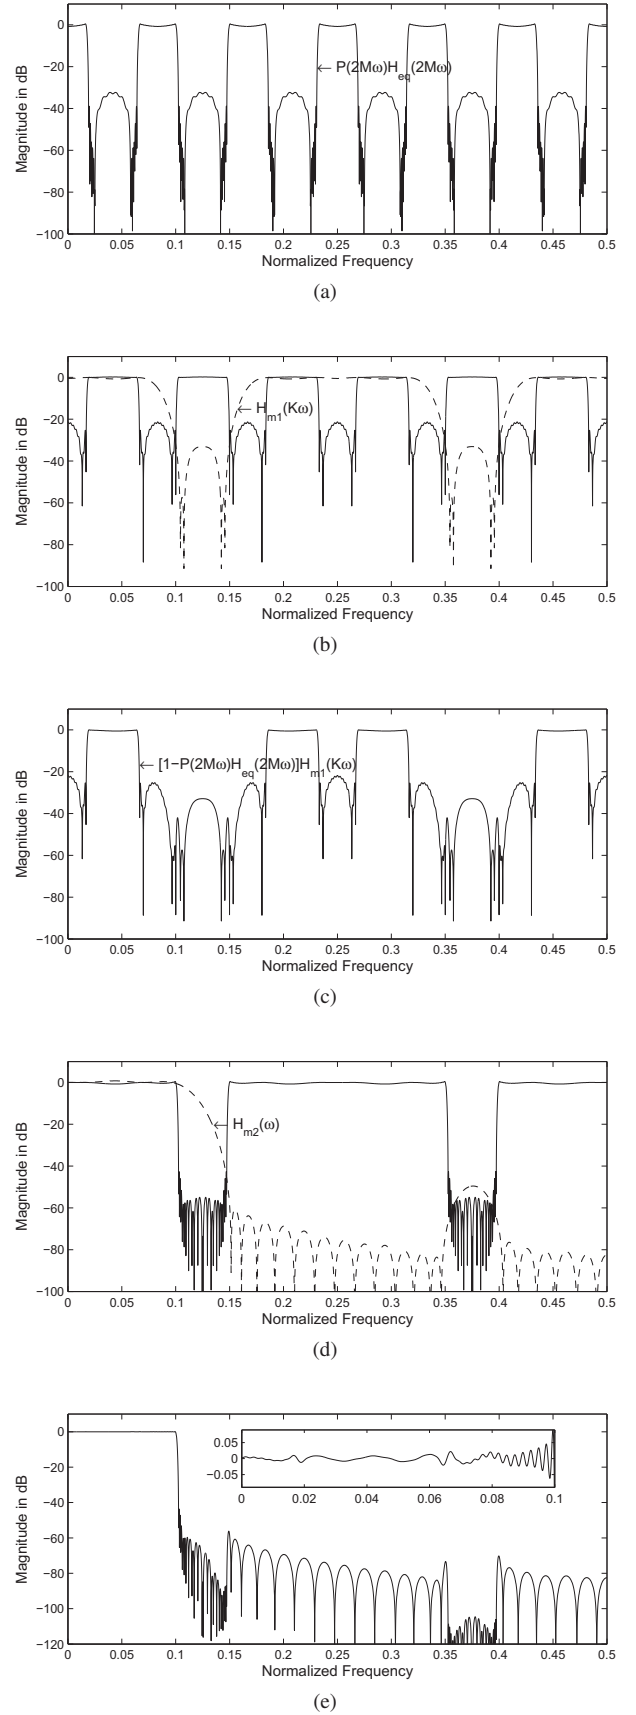 0
−20
−40
−60
−80
−100
Magnitude in dB
← P(2Mω)Heq(2Mω)
0 0.05 0.1 0.15 0.2 0.25 0.3 0.35 0.4 0.45 0.5
Normalized Frequency
(a)
0
−20
−40
−60
−80
−100
Magnitude in dB
← Hm1(Kω)
0 0.05 0.1 0.15 0.2 0.25 0.3 0.35 0.4 0.45 0.5
Normalized Frequency
(b)
0
−20
−40
−60
−80
−100
Magnitude in dB
← [1−P(2Mω)Heq(2Mω)]Hm1(Kω)
0 0.05 0.1 0.15 0.2 0.25 0.3 0.35 0.4 0.45 0.5
Normalized Frequency
(c)
0
−20
−40
−60
−80
−100
Magnitude in dB
← Hm2(ω)
0 0.05 0.1 0.15 0.2 0.25 0.3 0.35 0.4 0.45 0.5
Normalized Frequency
(d)
0
−20
−40
−60
−80
−100
−120
Magnitude in dB
0.05
0
−0.05
0 0.02 0.04 0.06 0.08 0.1
0 0.05 0.1 0.15 0.2 0.25 0.3 0.35 0.4 0.45 0.5
Normalized Frequency
(e)